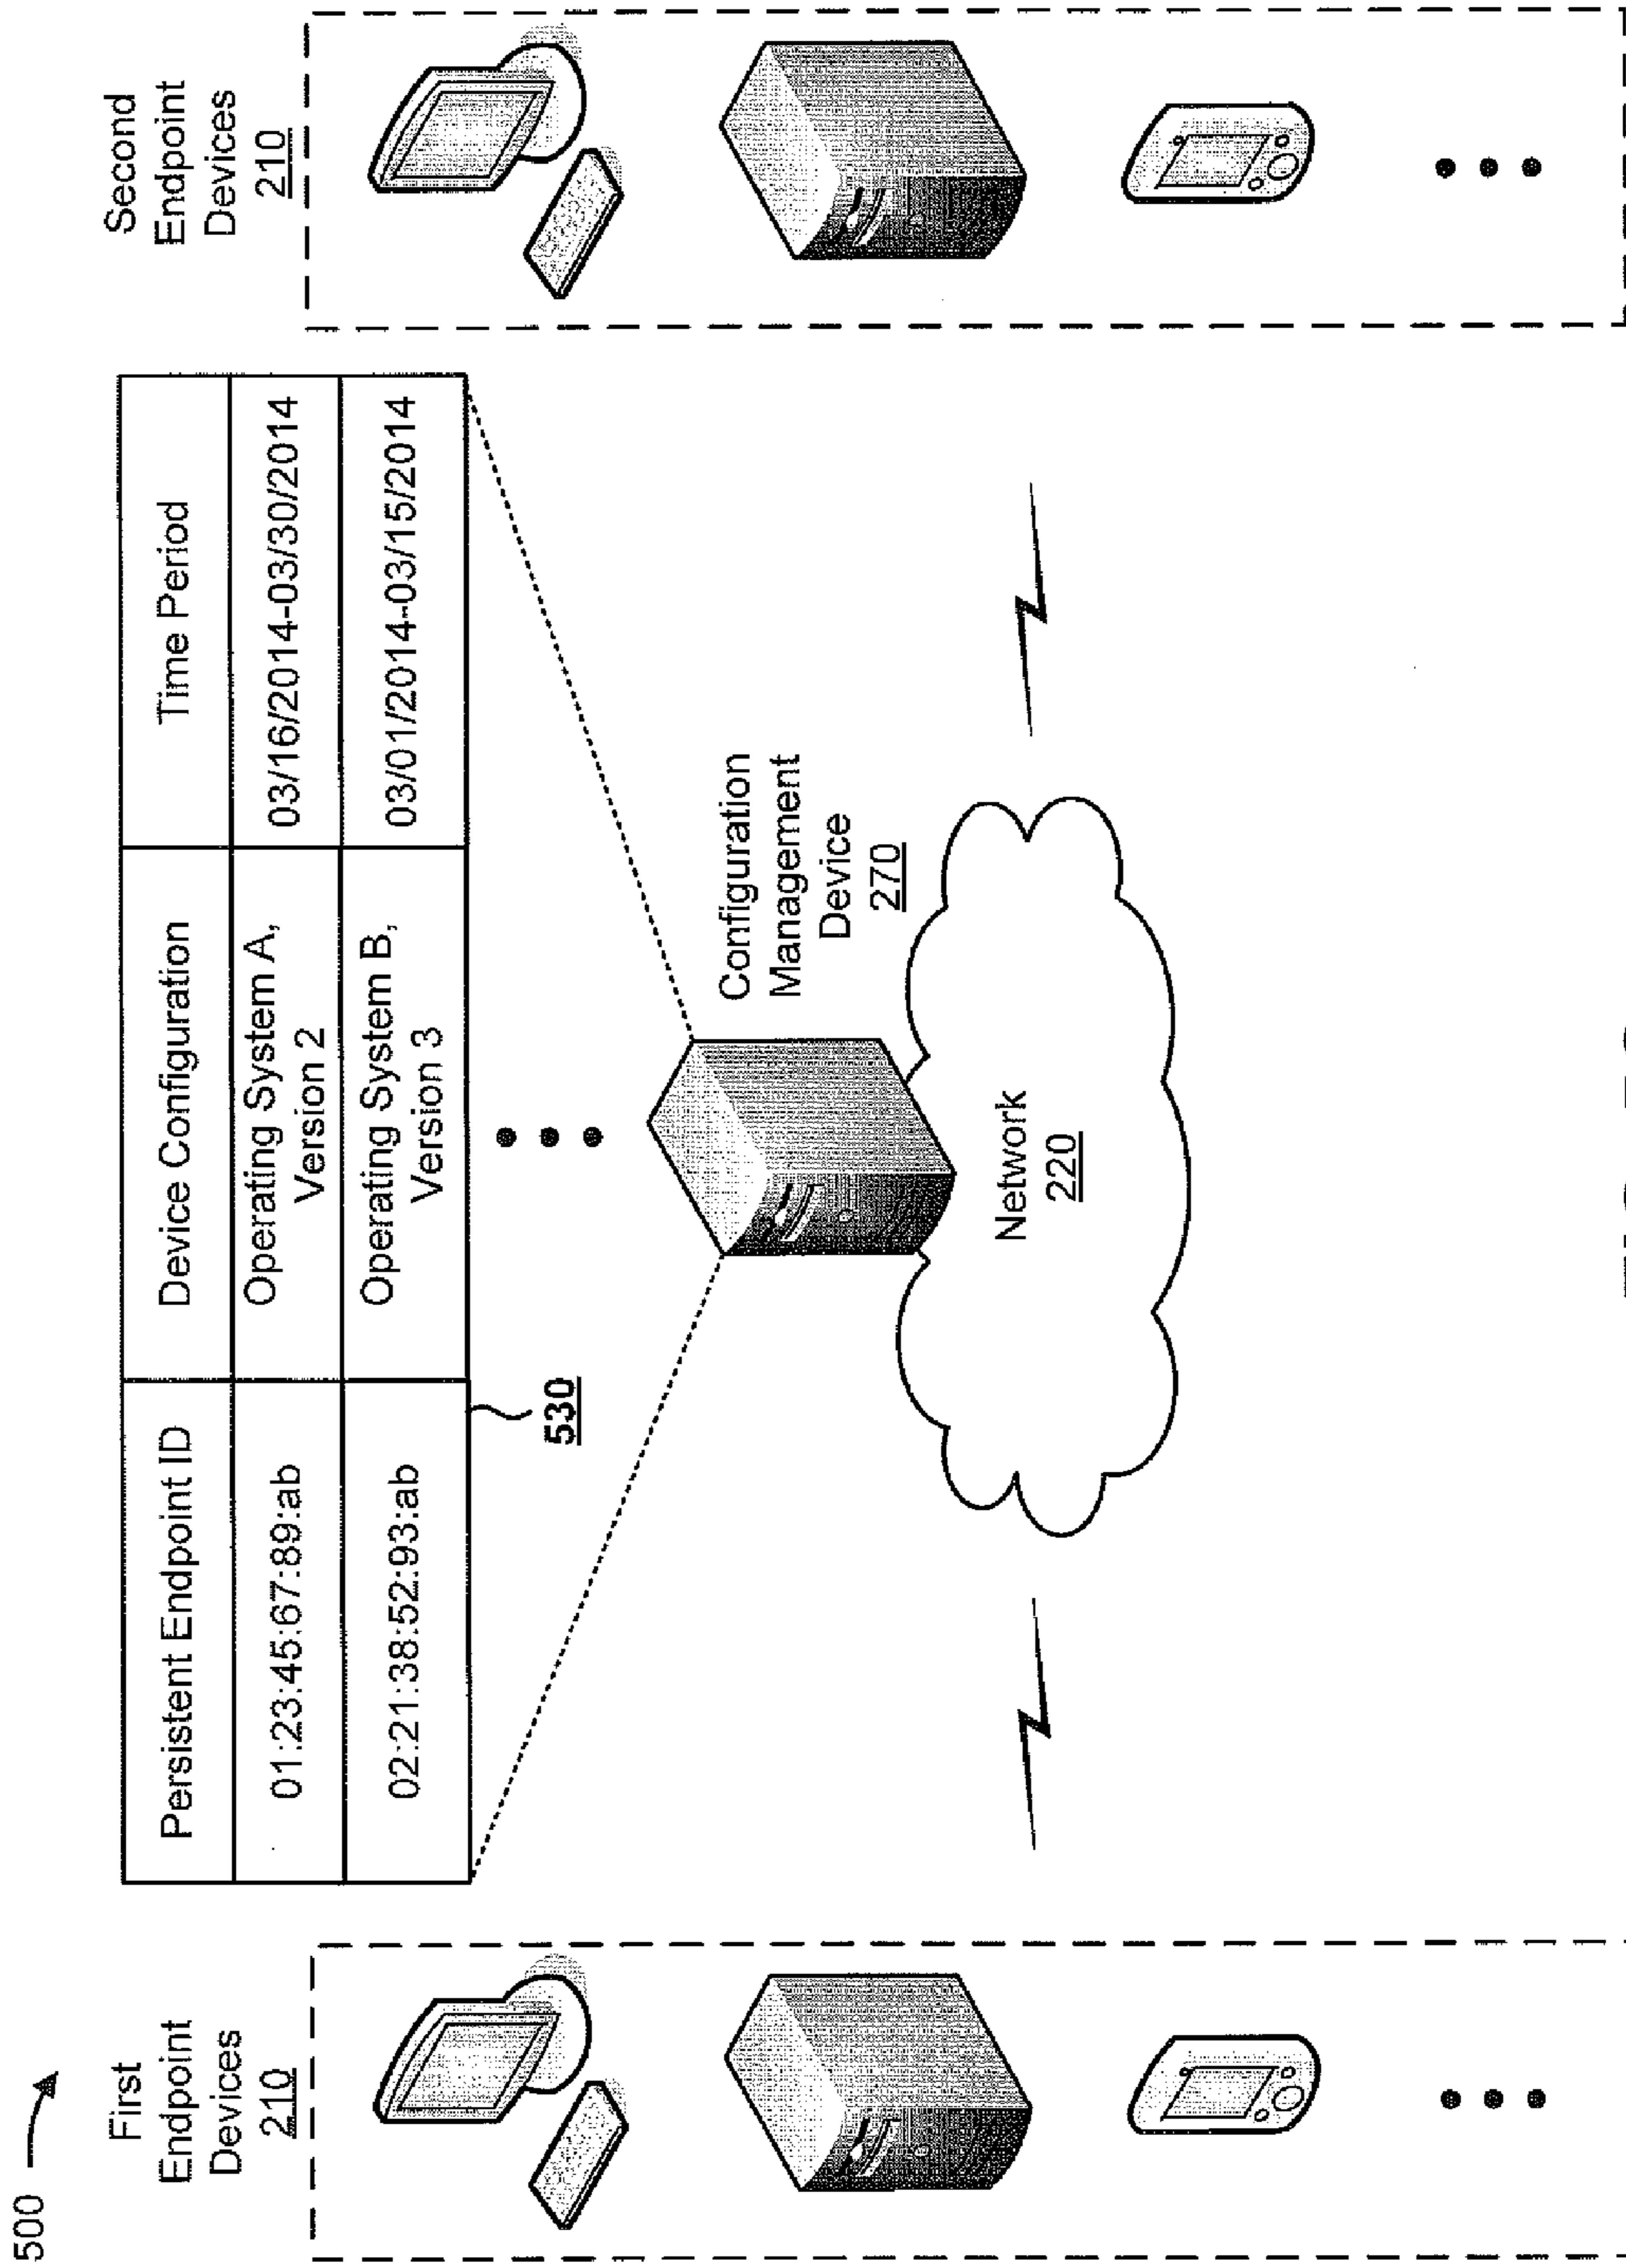 500
First
Endpoint
Devices
210
Persistent Endpoint ID
Device Configuration
Time Period
01:23:45:67:89:ab
Operating System A,
Version 2
03/16/2014-03/30/2014
02:21:38:52:93:ab
Operating System B,
Version 3
03/01/2014-03/15/2014
530
Configuration
Management
Device
270
Network
220
Second
Endpoint
Devices
210